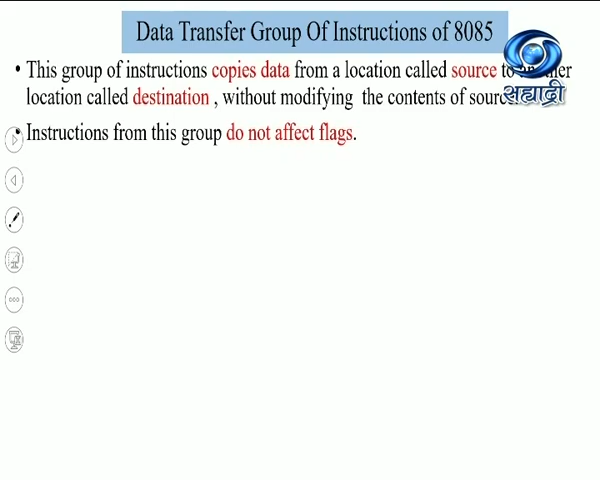 Data Transfer Group Of Instructions of 8085
• This group of instructions copies data from a location called source to
location called destination , without modifying the contents of source
• Instructions from this group do not affect flags.
सह्याद्री